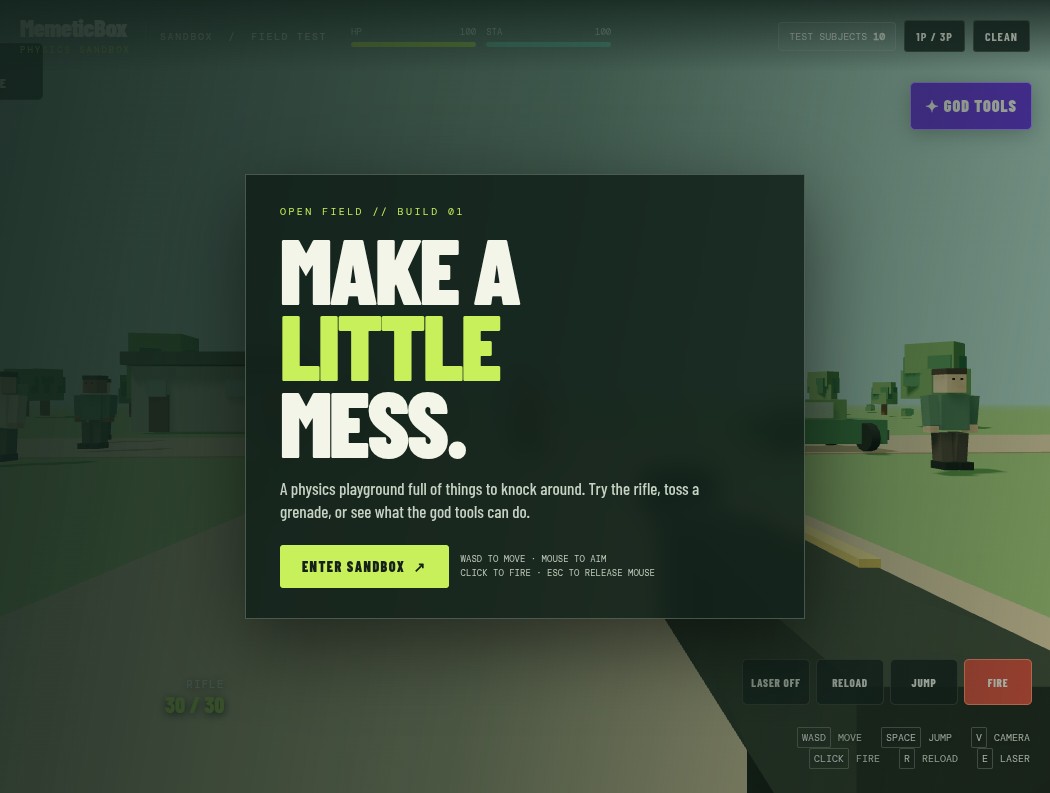 MemeticBox
PHYSICS SANDBOX
SANDBOX / FIELD TEST
HP 100
STA 100
TEST SUBJECTS 10
1P / 3P
CLEAN
E
✦ GOD TOOLS
OPEN FIELD // BUILD 01
MAKE A
LITTLE
MESS.
A physics playground full of things to knock around. Try the rifle, toss a
grenade, or see what the god tools can do.
ENTER SANDBOX ↗
WASD TO MOVE · MOUSE TO AIM
CLICK TO FIRE · ESC TO RELEASE MOUSE
RIFLE
30 / 30
LASER OFF
RELOAD
JUMP
FIRE
WASD MOVE SPACE JUMP V CAMERA
CLICK FIRE R RELOAD E LASER